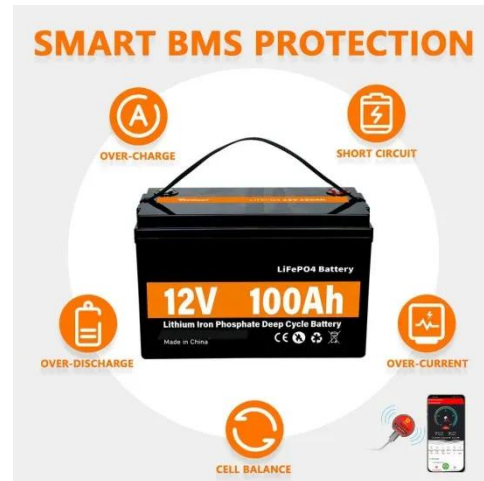 SMART BMS PROTECTION
OVER-CHARGE
SHORT CIRCUIT
LiFePO4 Battery
12V 100Ah
Lithium Iron Phosphate Deep Cycle Battery
Made in China
CE
OVER-DISCHARGE
OVER-CURRENT
CELL BALANCE